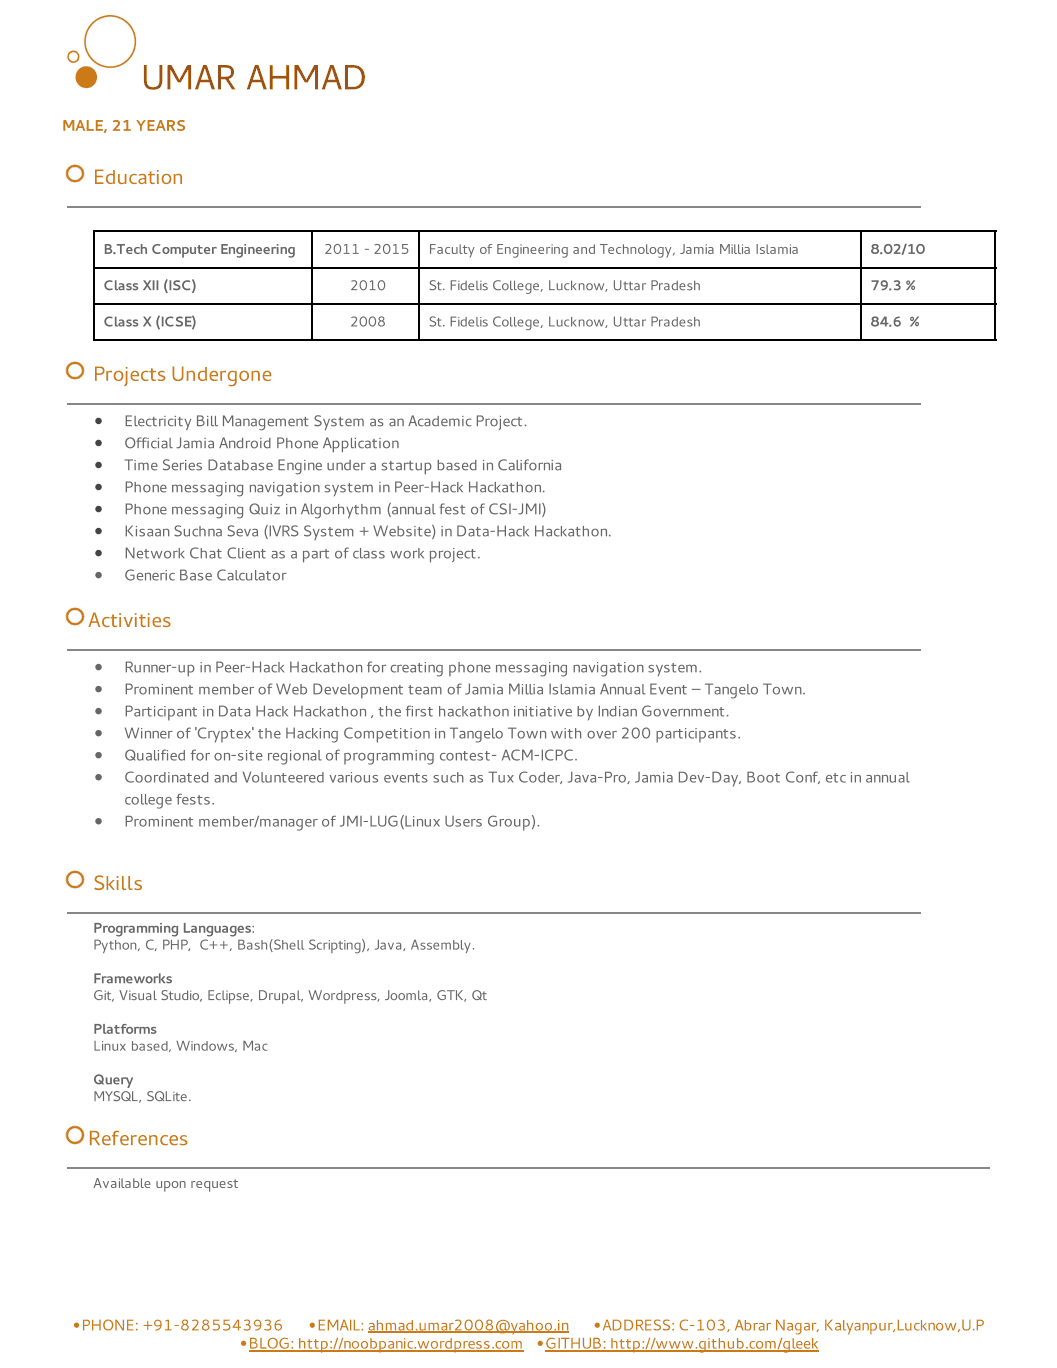 UMAR AHMAD
MALE, 21 YEARS
Education
B.Tech Computer Engineering 2011 - 2015 Faculty of Engineering and Technology, Jamia Millia Islamia 8.02/10
Class XII (ISC) 2010 St. Fidelis College, Lucknow, Uttar Pradesh 79.3 %
Class X (ICSE) 2008 St. Fidelis College, Lucknow, Uttar Pradesh 84.6 %
Projects Undergone
● Electricity Bill Management System as an Academic Project.
● Official Jamia Android Phone Application
● Time Series Database Engine under a startup based in California
● Phone messaging navigation system in Peer-Hack Hackathon.
● Phone messaging Quiz in Algorhythm (annual fest of CSI-JMI)
● Kisaan Suchna Seva (IVRS System + Website) in Data-Hack Hackathon.
● Network Chat Client as a part of class work project.
● Generic Base Calculator
Activities
● Runner-up in Peer-Hack Hackathon for creating phone messaging navigation system.
● Prominent member of Web Development team of Jamia Millia Islamia Annual Event – Tangelo Town.
● Participant in Data Hack Hackathon , the first hackathon initiative by Indian Government.
● Winner of 'Cryptex' the Hacking Competition in Tangelo Town with over 200 participants.
● Qualified for on-site regional of programming contest- ACM-ICPC.
● Coordinated and Volunteered various events such as Tux Coder, Java-Pro, Jamia Dev-Day, Boot Conf, etc in annual
college fests.
● Prominent member/manager of JMI-LUG(Linux Users Group).
Skills
Programming Languages:
Python, C, PHP, C++, Bash(Shell Scripting), Java, Assembly.
Frameworks
Git, Visual Studio, Eclipse, Drupal, Wordpress, Joomla, GTK, Qt
Platforms
Linux based, Windows, Mac
Query
MYSQL, SQLite.
References
Available upon request
•PHONE: +91-8285543936 •EMAIL: ahmad.umar2008@yahoo.in •ADDRESS: C-103, Abrar Nagar, Kalyanpur,Lucknow,U.P
•BLOG: http://noobpanic.wordpress.com •GITHUB: http://www.github.com/gleek